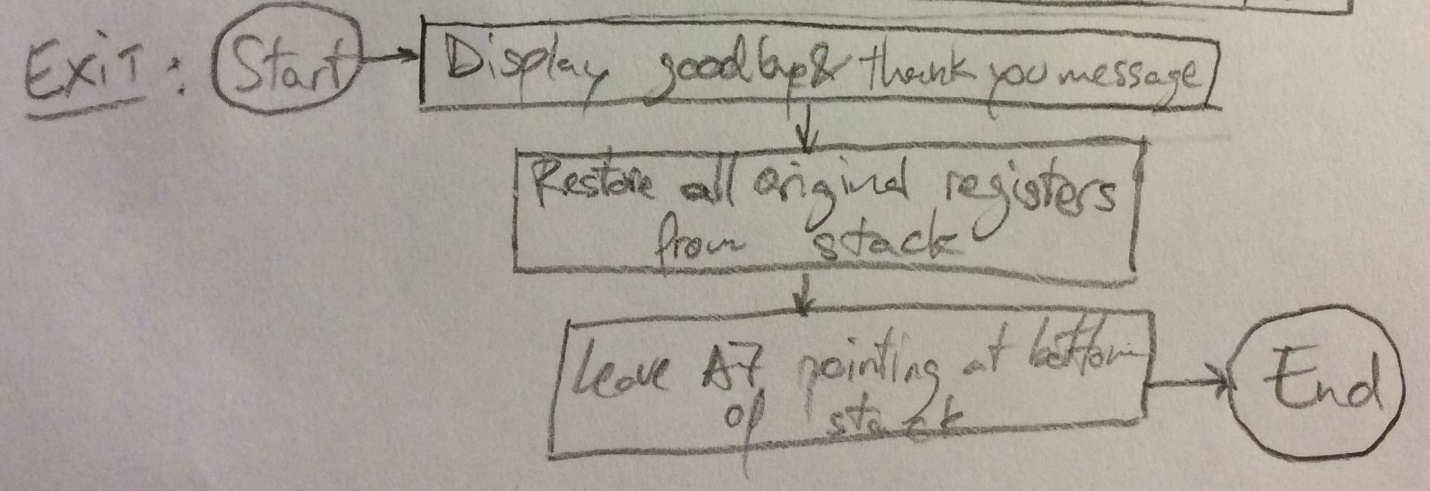 EXIT: Start Display goodbye & thank you message
Restore all original registers
from stack
Leave A7 pointing at bottom
of stack
End